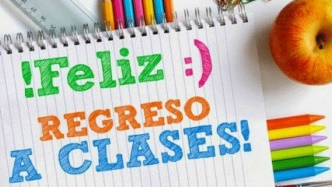 !Feliz :)
REGRESO
A CLASES!